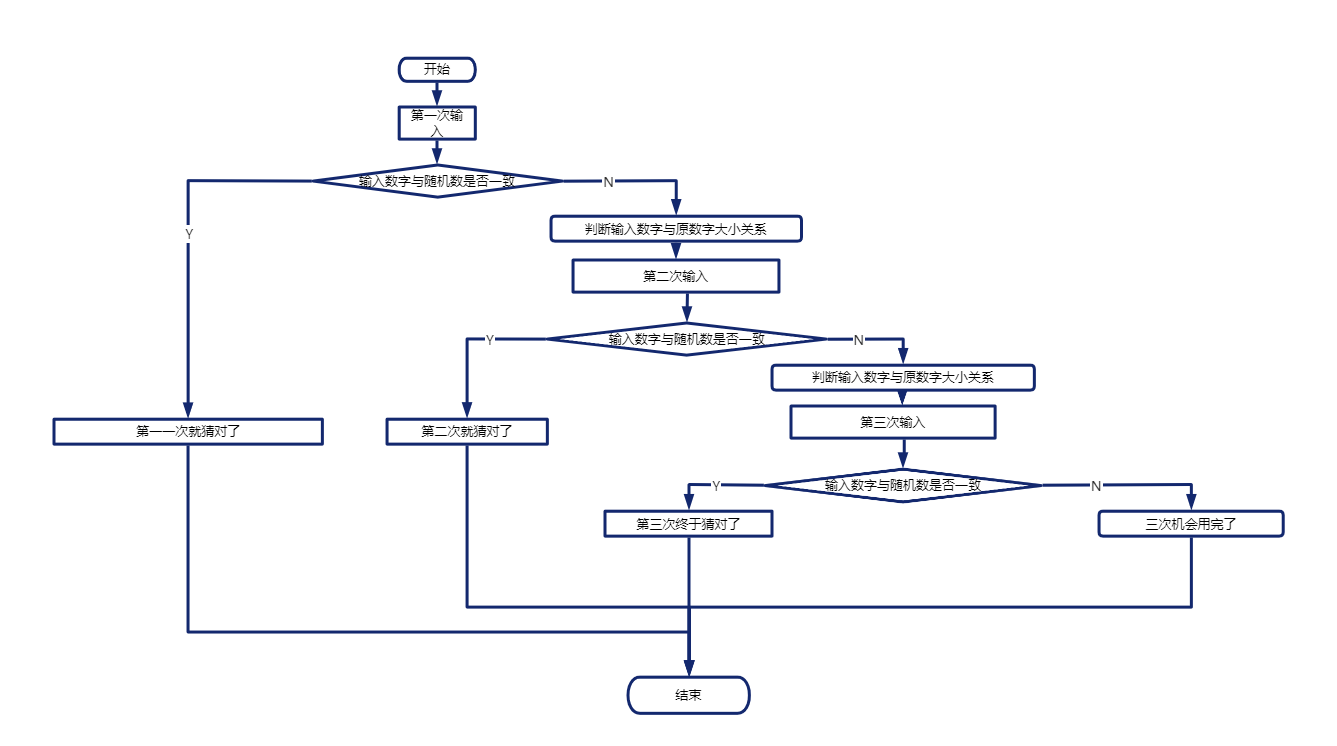 开始
第一次输
入
输入数字与随机数是否一致
N
Y
判断输入数字与原数字大小关系
第二次输入
Y
输入数字与随机数是否一致
N
判断输入数字与原数字大小关系
第三次输入
第一一次就猜对了
第二次就猜对了
Y
输入数字与随机数是否一致
N
第三次终于猜对了
三次机会用完了
结束